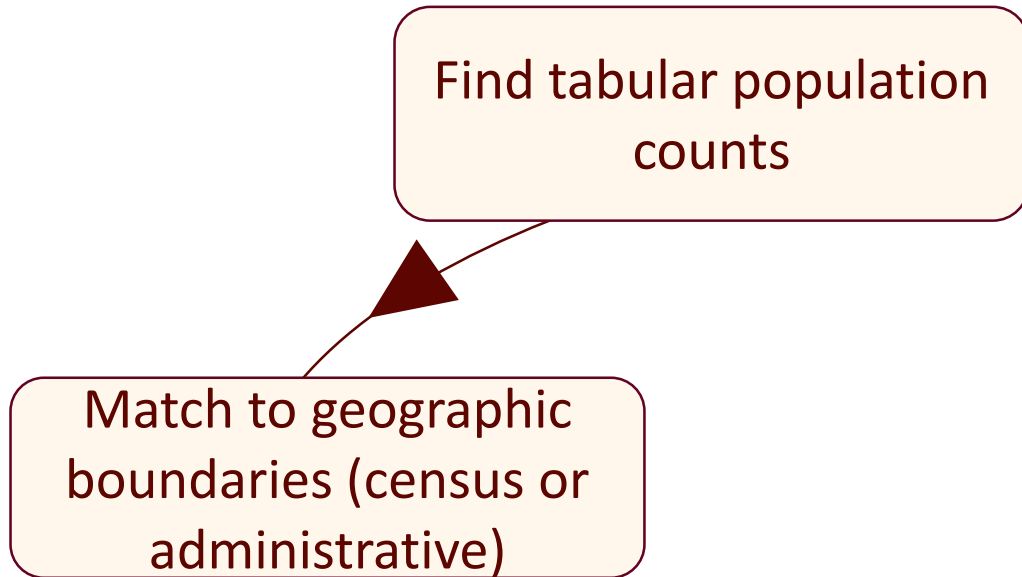 Find tabular population
counts
Match to geographic
boundaries (census or
administrative)